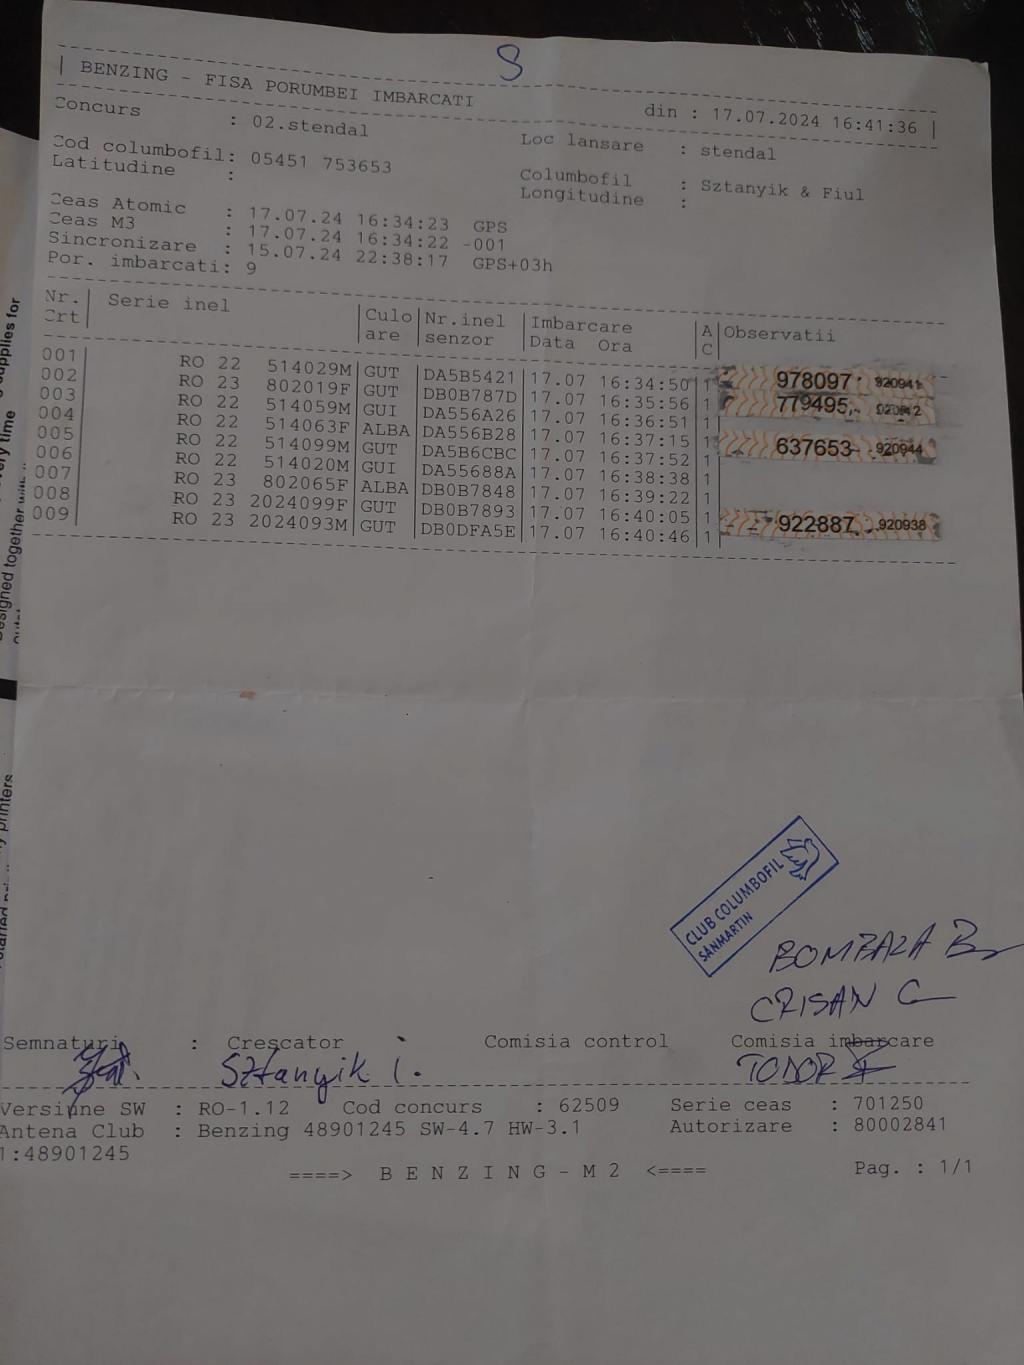 S
| BENZING - FISA PORUMBEI IMBARCATI din : 17.07.2024 16:41:36 |
Concurs : 02.stendal Loc lansare : stendal
Cod columbofil: 05451 753653 Columbofil : Sztanyik & Fiul
Latitudine : Longitudine :
Ceas Atomic : 17.07.24 16:34:23 GPS
Ceas M3 : 17.07.24 16:34:22 -001
Sincronizare : 15.07.24 22:38:17 GPS+03h
Por. imbarcati: 9
Nr. | Serie inel | Culo | Nr.inel | Imbarcare | A | Observatii
Crt | | are | senzor | Data Ora | C |
001 | RO 22 514029M | GUT | DA5B5421 | 17.07 16:34:50 | 1 | 978097 920941
002 | RO 23 802019F | GUT | DB0B787D | 17.07 16:35:56 | 1 | 779495 920942
003 | RO 22 514059M | GUI | DA556A26 | 17.07 16:36:51 | 1
004 | RO 22 514063F | ALBA | DA556B28 | 17.07 16:37:15 | 1 | 637653 920944
005 | RO 22 514099M | GUT | DA5B6CBC | 17.07 16:37:52 | 1
006 | RO 22 514020M | GUI | DA55688A | 17.07 16:38:38 | 1
007 | RO 23 802065F | ALBA | DB0B7848 | 17.07 16:39:22 | 1
008 | RO 23 2024099F | GUT | DB0B7893 | 17.07 16:40:05 | 1 | 922887 920938
009 | RO 23 2024093M | GUT | DB0DFA5E | 17.07 16:40:46 | 1
CLUB COLUMBOFIL
SÂNMARTIN
BOMBAZA B
CRISAN C
Semnaturi : Crescator Comisia control Comisia imbarcare
Sztanyik I. TODOR
Versiune SW : RO-1.12 Cod concurs : 62509 Serie ceas : 701250
Antena Club : Benzing 48901245 SW-4.7 HW-3.1 Autorizare : 80002841
1:48901245
====> B E N Z I N G - M 2 <==== Pag. : 1/1